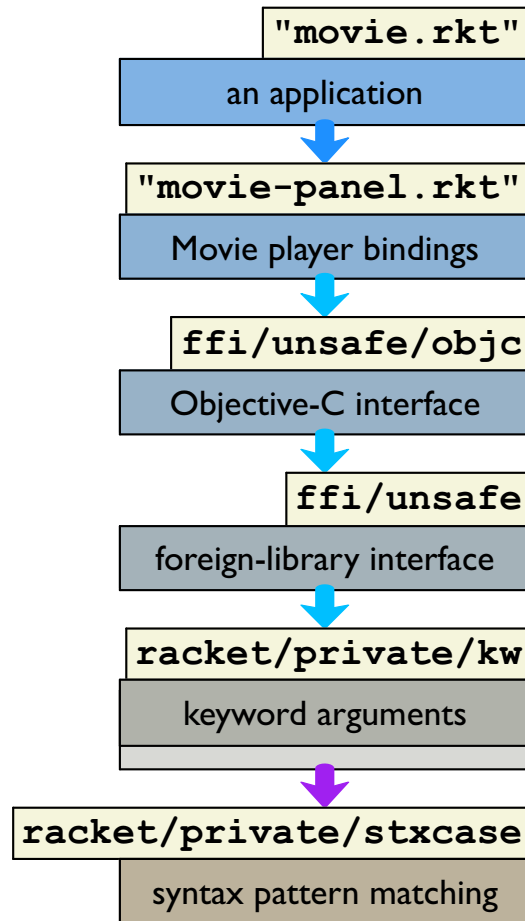 "movie.rkt"
an application
"movie-panel.rkt"
Movie player bindings
ffi/unsafe/objc
Objective-C interface
ffi/unsafe
foreign-library interface
racket/private/kw
keyword arguments
racket/private/stxcase
syntax pattern matching